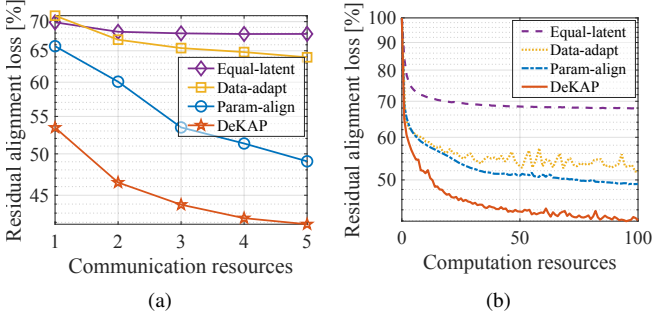 Residual alignment loss [%]
70
65
60
55
50
45
Equal-latent
Data-adapt
Param-align
DeKAP
1 2 3 4 5
Communication resources
(a)
Residual alignment loss [%]
100
90
80
70
60
50
Equal-latent
Data-adapt
Param-align
DeKAP
0 50 100
Computation resources
(b)